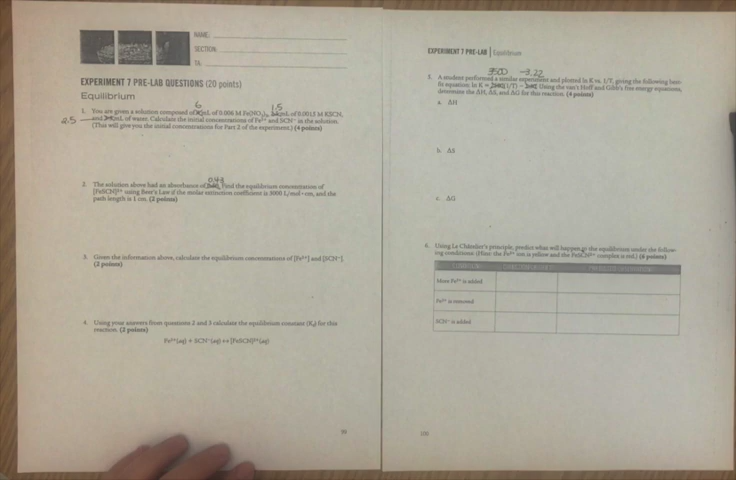 NAME:
SECTION:
TA:
EXPERIMENT 7 PRE-LAB QUESTIONS (20 points)
Equilibrium
6 1.5
1. You are given a solution composed of mL of 0.006 M Fe(NO₃)₃, mL of 0.0015 M KSCN,
2.5 and mL of water. Calculate the initial concentrations of Fe³⁺ and SCN⁻ in the solution.
(This will give you the initial concentrations for Part 2 of the experiment.) (4 points)
0.43
2. The solution above had an absorbance of Find the equilibrium concentration of
[FeSCN]²⁺ using Beer's Law if the molar extinction coefficient is 5000 L/mol·cm, and the
path length is 1 cm. (2 points)
3. Given the information above, calculate the equilibrium concentrations of [Fe³⁺] and [SCN⁻].
(2 points)
4. Using your answers from questions 2 and 3 calculate the equilibrium constant for this
reaction. (2 points)
Fe³⁺(aq) + SCN⁻(aq) ↔ [FeSCN]²⁺(aq)
99
EXPERIMENT 7 PRE-LAB | Equilibrium
3500 -3.22
A student performed a similar experiment and plotted ln K vs. 1/T, giving the following best-
fit equation: ln K = (1/T) − Using the van't Hoff and Gibb's free energy equations,
determine the ΔH, ΔS, and ΔG for this reaction. (4 points)
a. ΔH
b. ΔS
c. ΔG
6. Using Le Châtelier's principle, predict what will happen to the equilibrium under the follow-
ing conditions. (Hint: the Fe³⁺ ion is yellow and the FeSCN²⁺ complex is red.) (6 points)
More Fe³⁺ is added
Fe³⁺ is removed
SCN⁻ is added
100